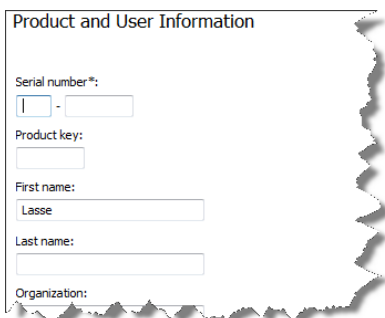 Product and User Information
Serial number*:
-
Product key:
First name:
Lasse
Last name:
Organization: